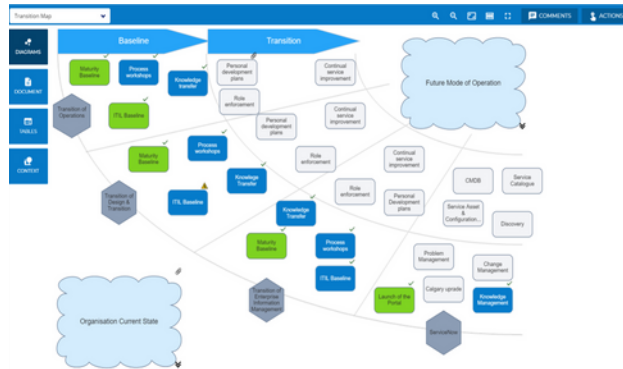 Transition Map
COMMENTS
ACTIONS
DIAGRAMS
DOCUMENT
TABLES
CONTEXT
Baseline
Transition
Maturity
Baseline
Process
workshops
Knowledge
transfer
Personal
development
plans
Continual
service
improvement
Future Mode of Operation
Transition of
Operations
ITIL Baseline
Role
enforcement
Continual
service
improvement
Personal
development
plans
Maturity
Baseline
Process
workshops
Role
enforcement
Continual
service
improvement
Knowlege
Transfer
Role
enforcement
CMDB
Service
Catalogue
Transition of
Design &
Transition
ITIL Baseline
Knowledge
Transfer
Personal
Development
plans
Service Asset
&
Configuration...
Discovery
Maturity
Baseline
Process
workshops
Problem
Management
Change
Management
ITIL Baseline
Transition of
Enterprise
Information
Management
Launch of the
Portal
Calgary uprade
Knowledge
Management
Organisation Current State
ServiceNow